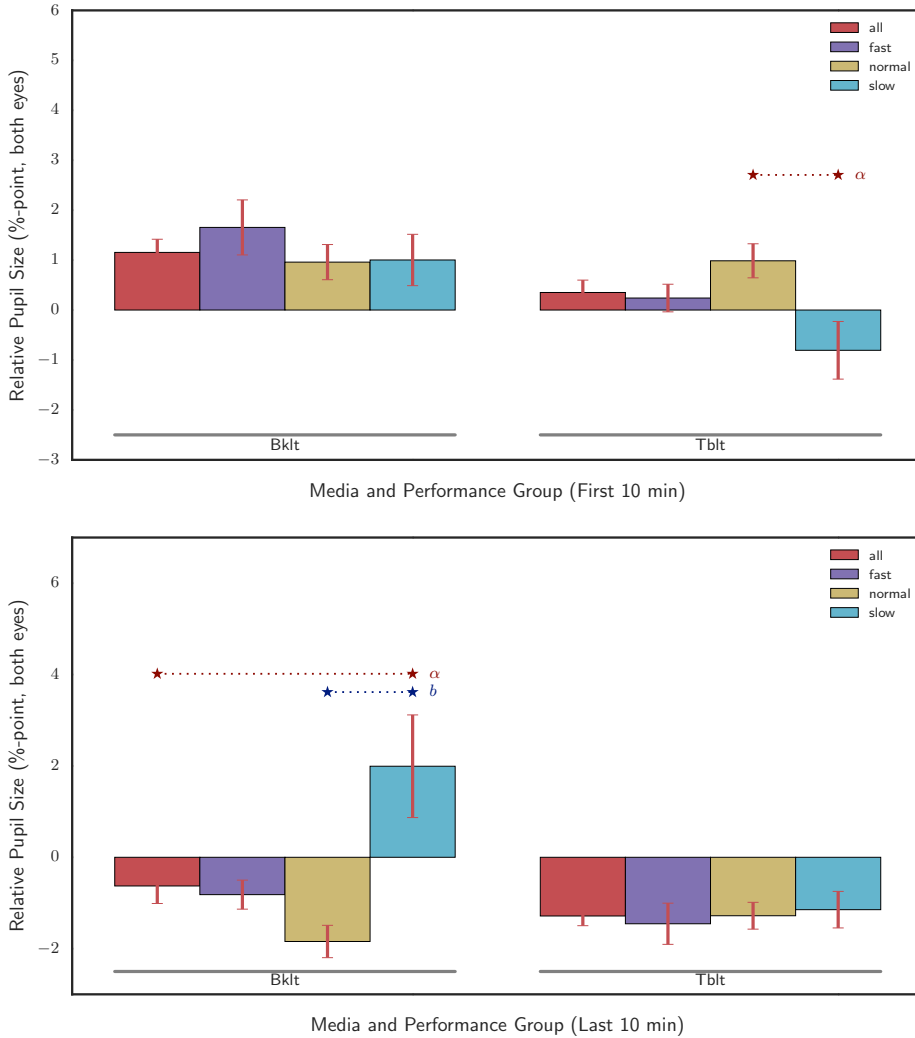 6
5
4
3
2
1
0
−1
−2
−3
Relative Pupil Size (%-point, both eyes)
all
fast
normal
slow
α
Bklt
Tblt
Media and Performance Group (First 10 min)
6
4
2
0
−2
Relative Pupil Size (%-point, both eyes)
all
fast
normal
slow
α
b
Bklt
Tblt
Media and Performance Group (Last 10 min)